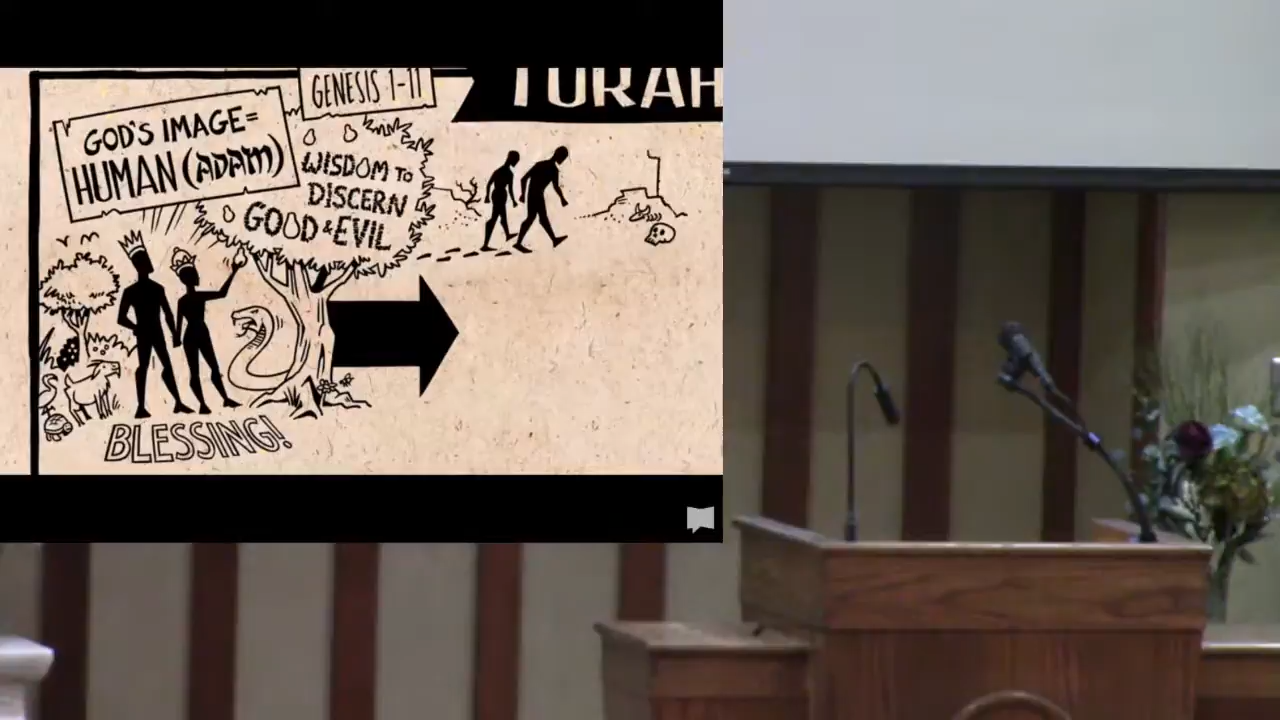 GENESIS 1-11
TORAH
GOD'S IMAGE=
HUMAN (ADAM)
WISDOM TO
DISCERN
GOOD & EVIL
BLESSING!